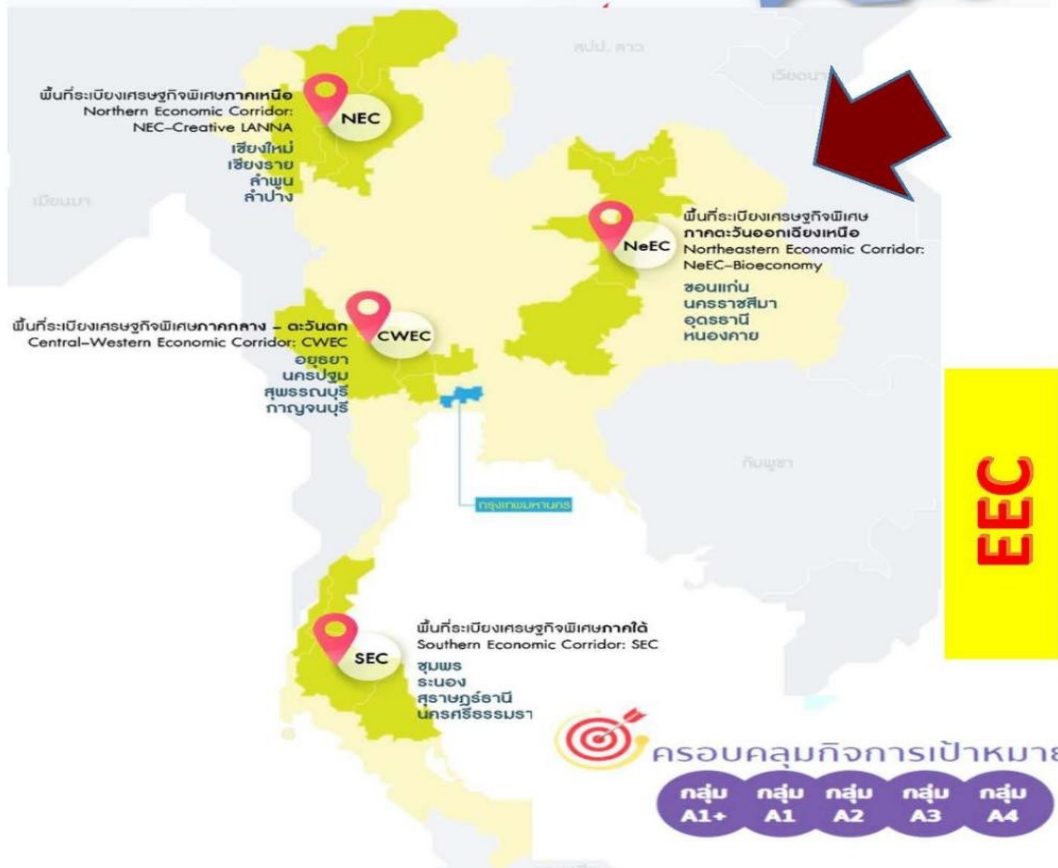 สปป. ลาว
เวียดนา
พื้นที่ระเบียงเศรษฐกิจพิเศษภาคเหนือ
Northern Economic Corridor:
NEC-Creative LANNA
NEC
เชียงใหม่
เชียงราย
ลำพูน
ลำปาง
เมียนมา
พื้นที่ระเบียงเศรษฐกิจพิเศษ
ภาคตะวันออกเฉียงเหนือ
Northeastern Economic Corridor:
NeEC-Bioeconomy
NeEC
ขอนแก่น
นครราชสีมา
อุดรธานี
หนองคาย
พื้นที่ระเบียงเศรษฐกิจพิเศษภาคกลาง - ตะวันตก
Central-Western Economic Corridor: CWEC
CWEC
อยุธยา
นครปฐม
สุพรรณบุรี
กาญจนบุรี
กัมพูชา
EEC
กรุงเทพมหานคร
พื้นที่ระเบียงเศรษฐกิจพิเศษภาคใต้
Southern Economic Corridor: SEC
SEC
ชุมพร
ระนอง
สุราษฎร์ธานี
นครศรีธรรมรา
ครอบคลุมกิจการเป้าหมาย
กลุ่ม A1+
กลุ่ม A1
กลุ่ม A2
กลุ่ม A3
กลุ่ม A4